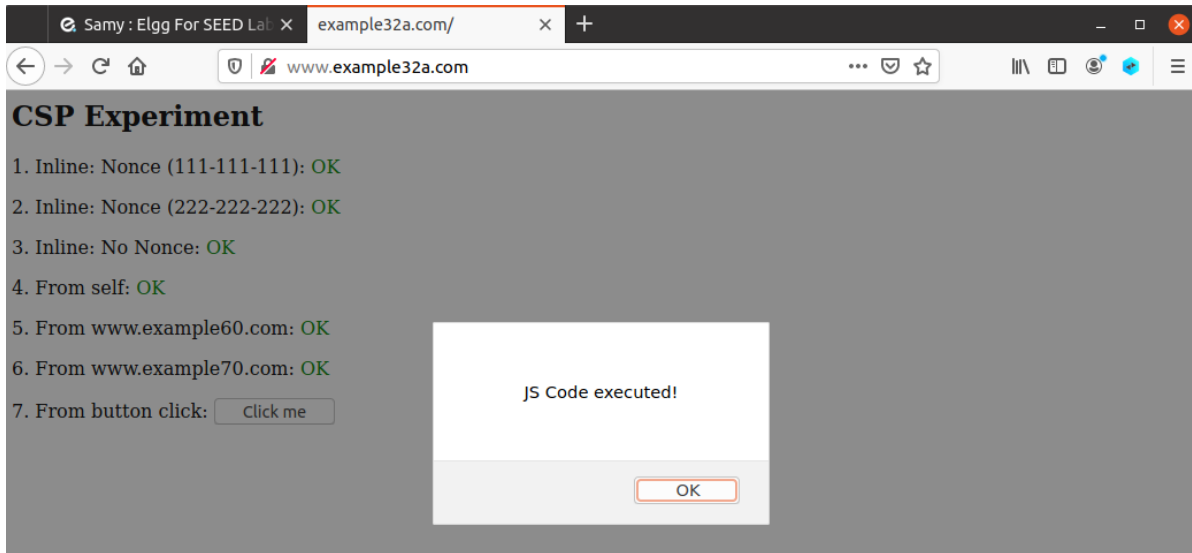 Samy : Elgg For SEED Lab
example32a.com/
www.example32a.com
CSP Experiment
1. Inline: Nonce (111-111-111): OK
2. Inline: Nonce (222-222-222): OK
3. Inline: No Nonce: OK
4. From self: OK
5. From www.example60.com: OK
6. From www.example70.com: OK
7. From button click: Click me
JS Code executed!
OK